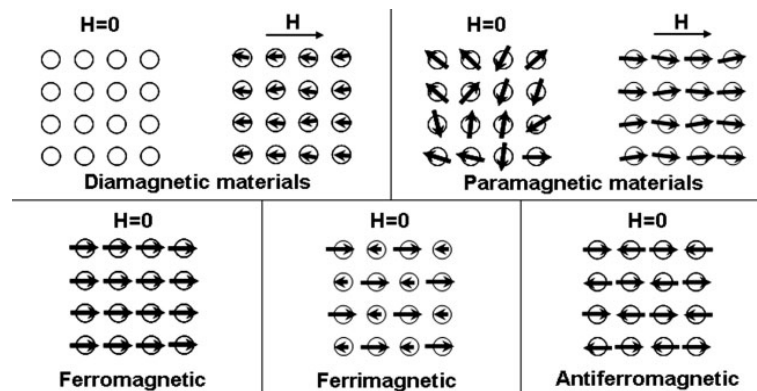 H=0
H
Diamagnetic materials
H=0
H
Paramagnetic materials
H=0
Ferromagnetic
H=0
Ferrimagnetic
H=0
Antiferromagnetic